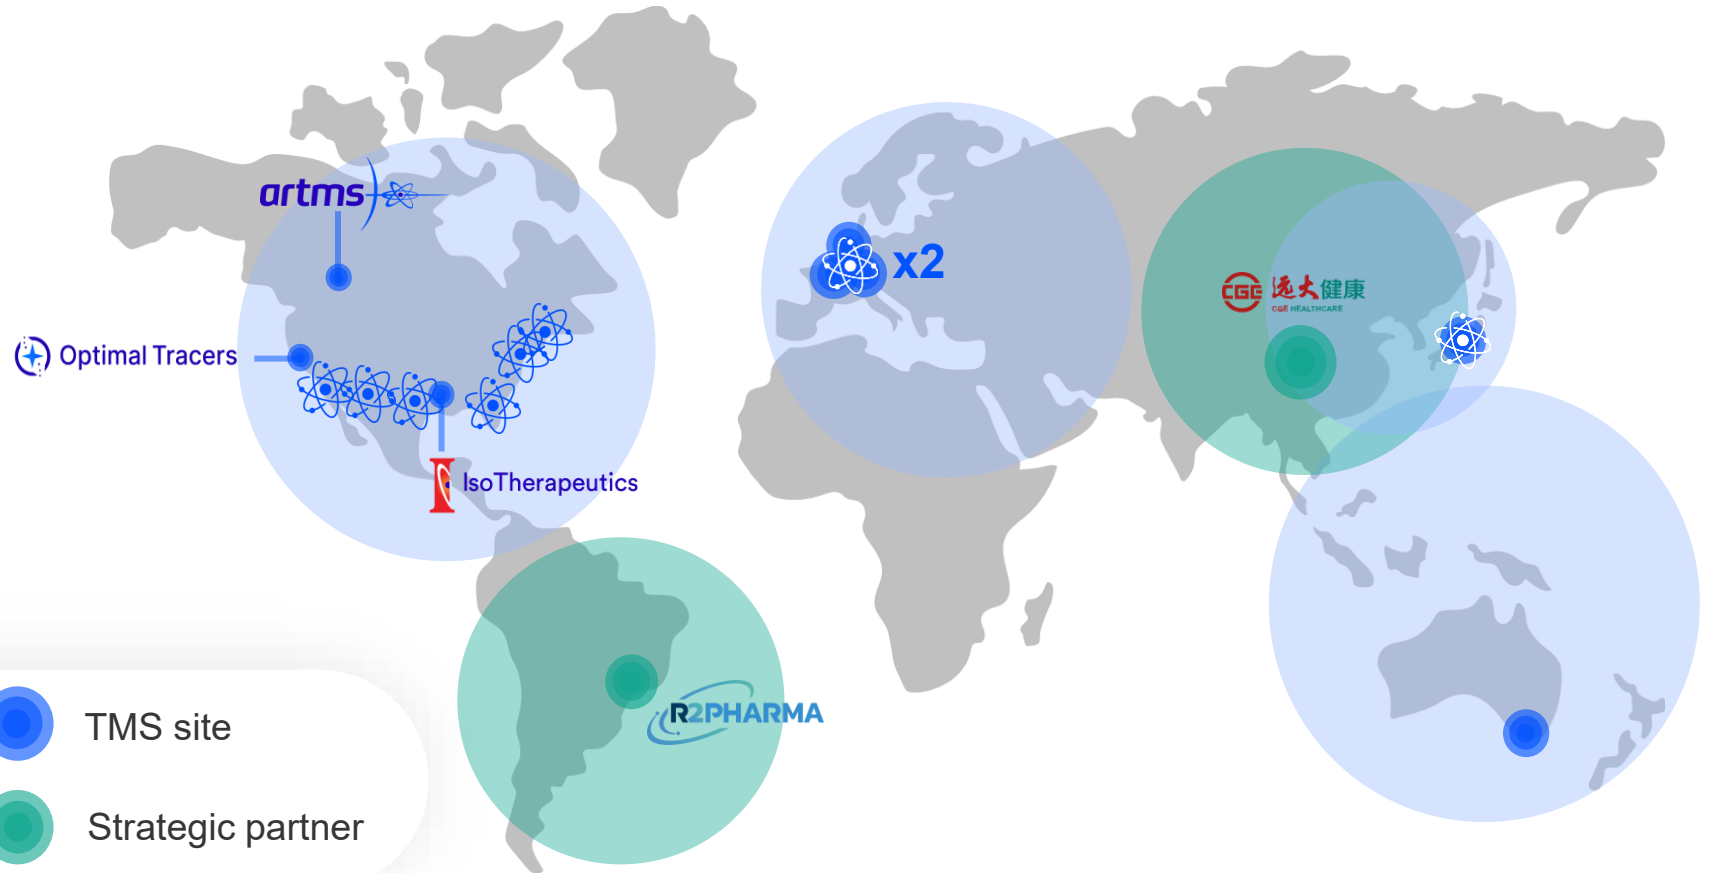 artms
x2
CGE 远大健康
CGE HEALTHCARE
Optimal Tracers
IsoTherapeutics
R2PHARMA
TMS site
Strategic partner